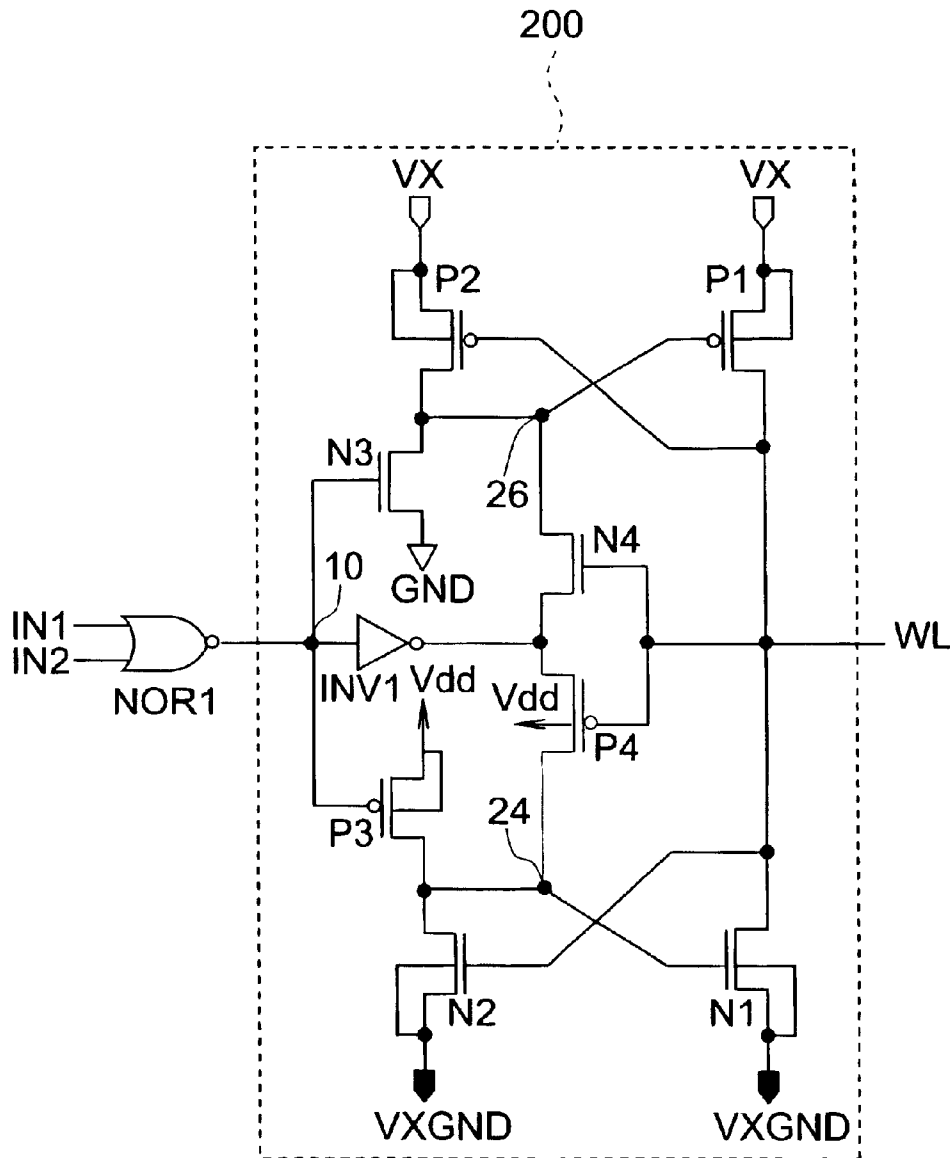 200
VX
VX
P2
P1
N3
26
N4
10
GND
IN1
IN2
NOR1
INV1
Vdd
Vdd
WL
P4
P3
24
N2
N1
VXGND
VXGND